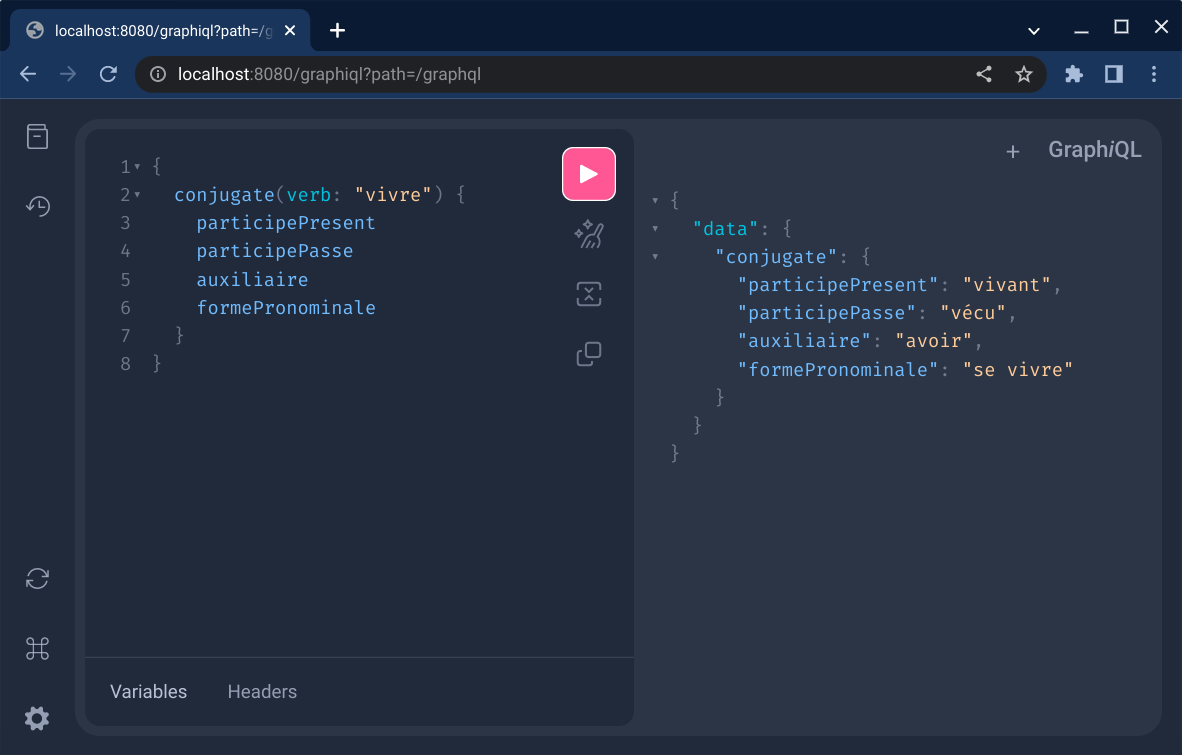 localhost:8080/graphiql?path=/g
localhost:8080/graphiql?path=/graphql
1 {
2 conjugate(verb: "vivre") {
3 participePresent
4 participePasse
5 auxiliaire
6 formePronominale
7 }
8 }
Variables Headers
+ GraphiQL
{
"data": {
"conjugate": {
"participePresent": "vivant",
"participePasse": "vécu",
"auxiliaire": "avoir",
"formePronominale": "se vivre"
}
}
}